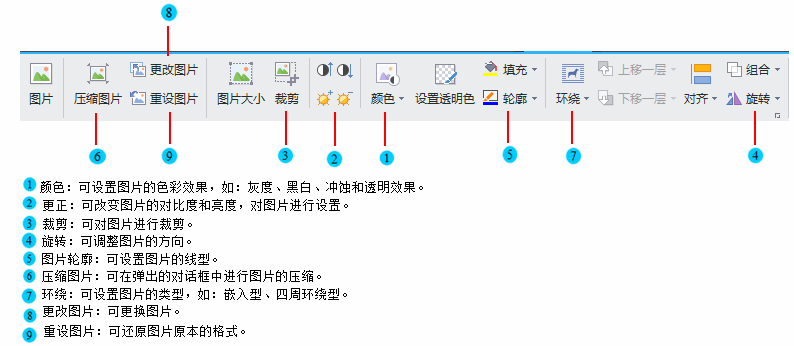 8
更改图片 填充 上移一层 组合
图片 压缩图片 重设图片 图片大小 裁剪 颜色 设置透明色 轮廓 环绕 下移一层 对齐 旋转
6 9 3 2 1 5 7 4
1 颜色：可设置图片的色彩效果，如：灰度、黑白、冲蚀和透明效果。
2 更正：可改变图片的对比度和亮度，对图片进行设置。
3 裁剪：可对图片进行裁剪。
4 旋转：可调整图片的方向。
5 图片轮廓：可设置图片的线型。
6 压缩图片：可在弹出的对话框中进行图片的压缩。
7 环绕：可设置图片的类型，如：嵌入型、四周环绕型。
8 更改图片：可更换图片。
9 重设图片：可还原图片原本的格式。